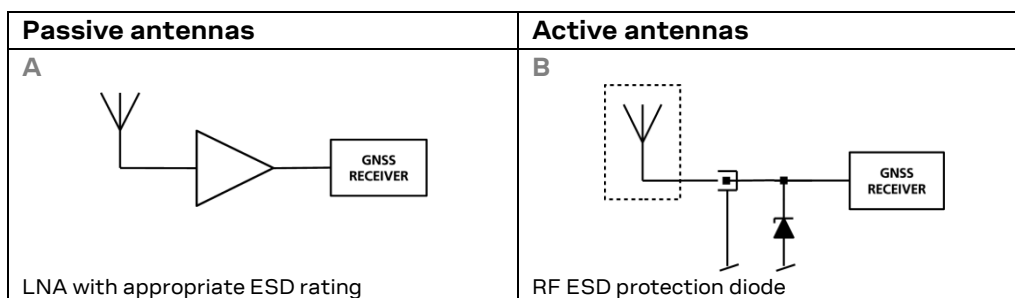 Passive antennas
Active antennas
A
GNSS
RECEIVER
LNA with appropriate ESD rating
B
GNSS
RECEIVER
RF ESD protection diode